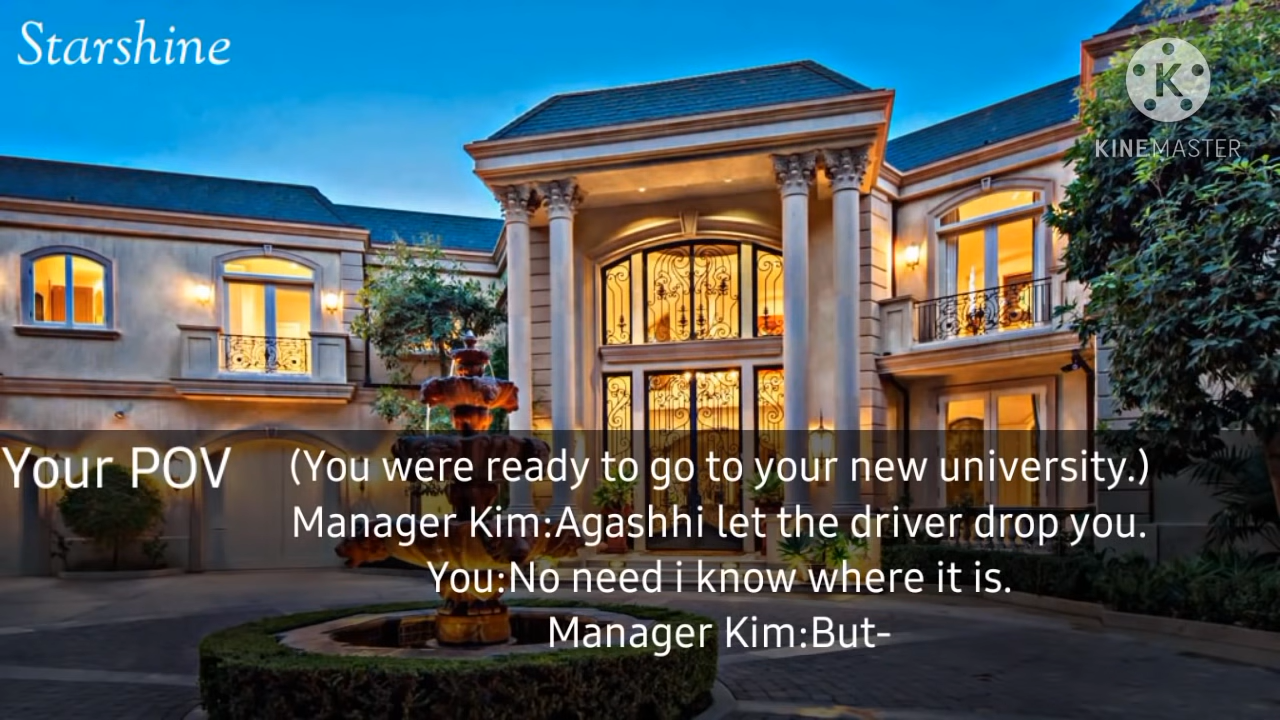 Starshine
K
KINEMASTER
Your POV
(You were ready to go to your new university.)
Manager Kim:Agashhi let the driver drop you.
You:No need i know where it is.
Manager Kim:But-